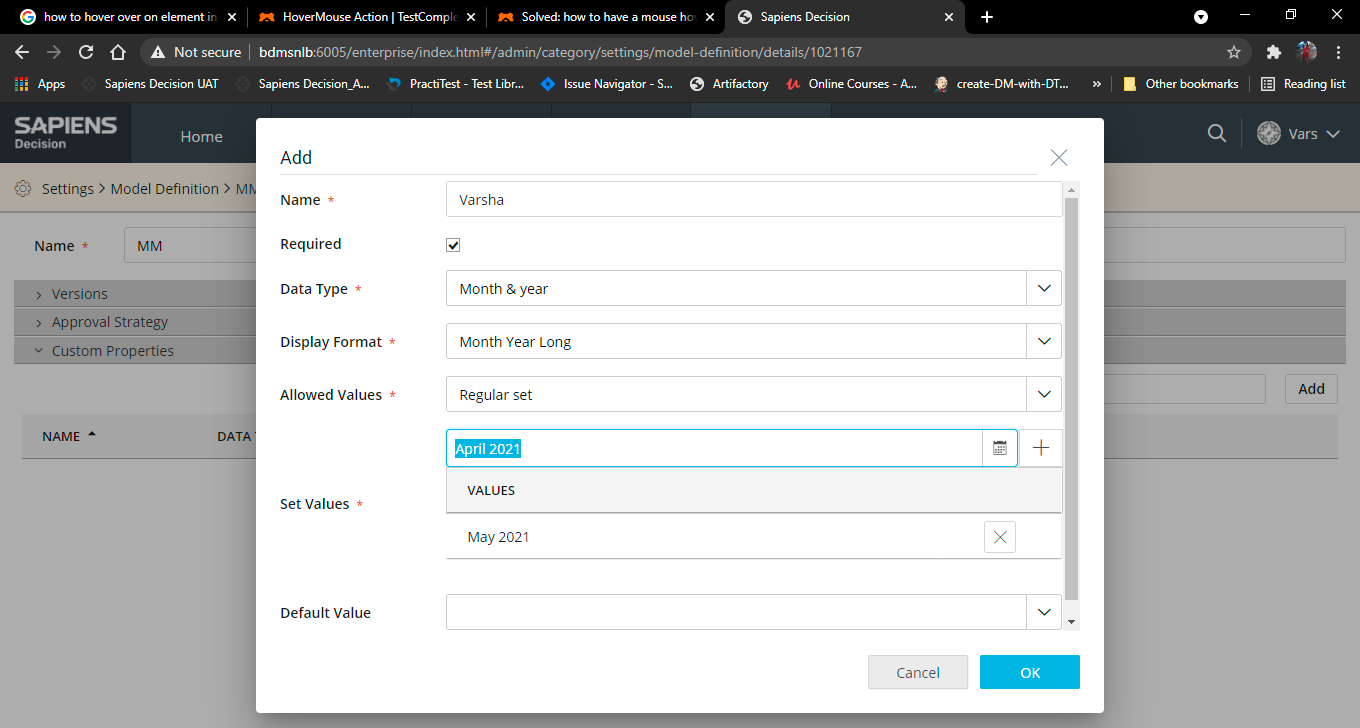 how to hover over on element in
HoverMouse Action | TestComple
Solved: how to have a mouse hov
Sapiens Decision
Not secure
bdmsnlb:6005/enterprise/index.html#/admin/category/settings/model-definition/details/1021167
Apps
Sapiens Decision UAT
Sapiens Decision_A...
PractiTest - Test Libr...
Issue Navigator - S...
Artifactory
Online Courses - A...
create-DM-with-DT...
»
Other bookmarks
Reading list
SAPIENS
Decision
Home
Vars
Settings > Model Definition > MM
Name *
MM
Versions
Approval Strategy
Custom Properties
Add
NAME
DATA
Add
Name *
Varsha
Required
Data Type *
Month & year
Display Format *
Month Year Long
Allowed Values *
Regular set
April 2021
VALUES
Set Values *
May 2021
Default Value
Cancel
OK